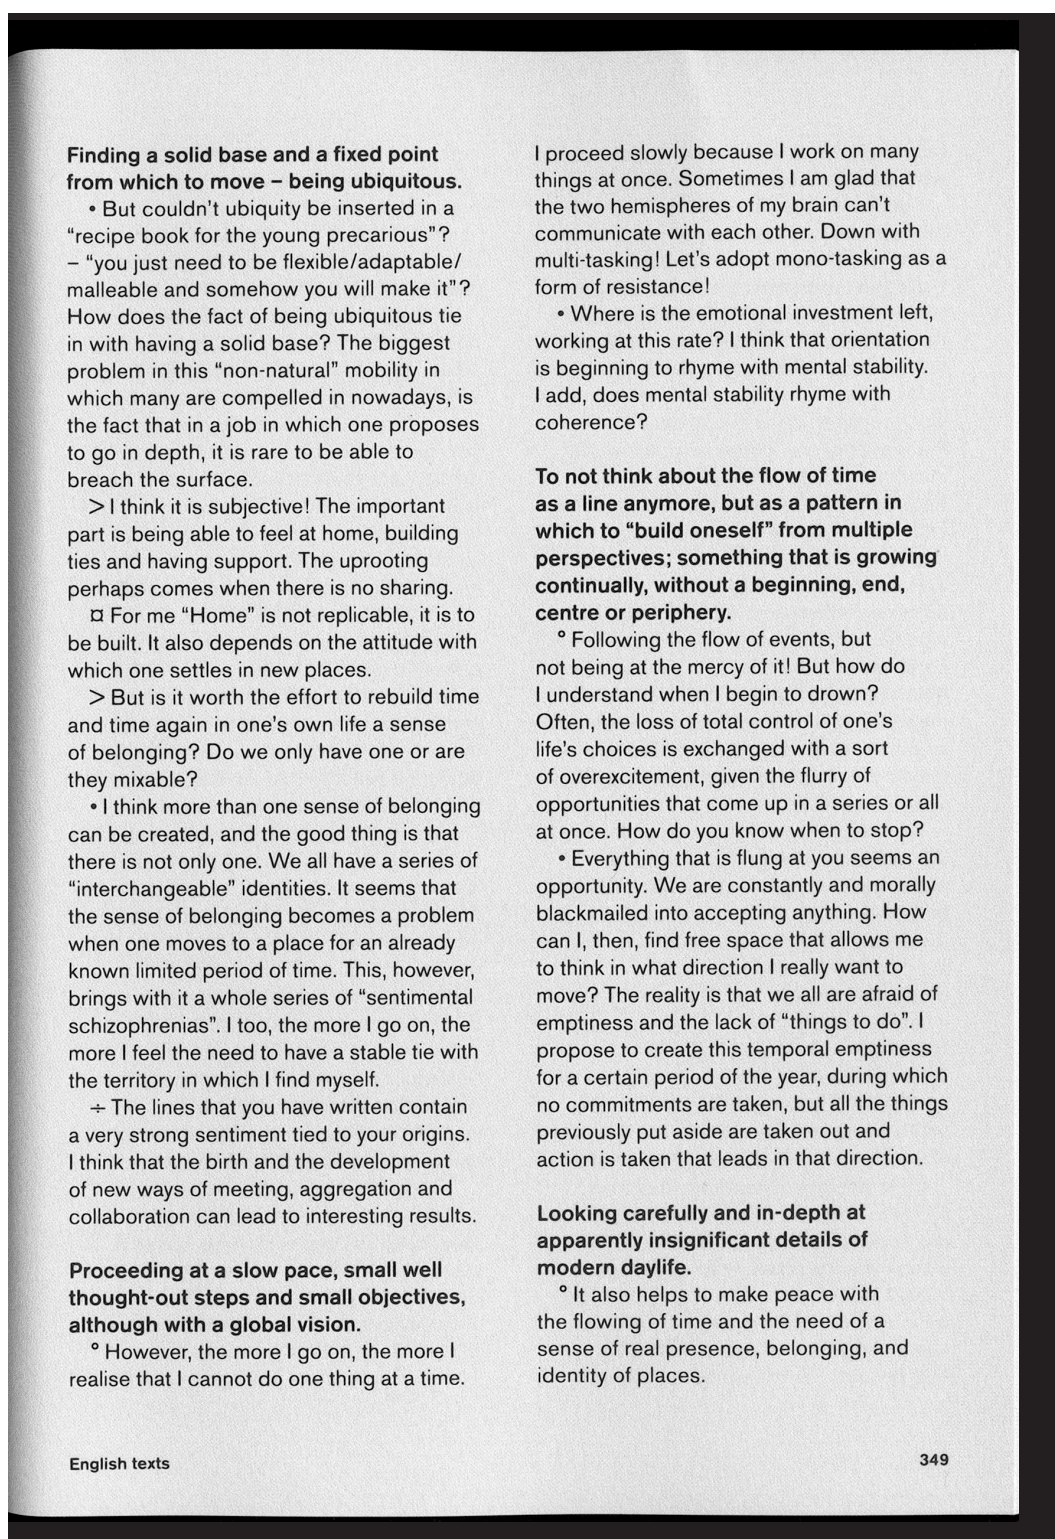 Finding a solid base and a fixed point
from which to move – being ubiquitous.
• But couldn't ubiquity be inserted in a
“recipe book for the young precarious”?
– “you just need to be flexible/adaptable/
malleable and somehow you will make it”?
How does the fact of being ubiquitous tie
in with having a solid base? The biggest
problem in this “non-natural” mobility in
which many are compelled in nowadays, is
the fact that in a job in which one proposes
to go in depth, it is rare to be able to
breach the surface.
> I think it is subjective! The important
part is being able to feel at home, building
ties and having support. The uprooting
perhaps comes when there is no sharing.
¤ For me “Home” is not replicable, it is to
be built. It also depends on the attitude with
which one settles in new places.
> But is it worth the effort to rebuild time
and time again in one's own life a sense
of belonging? Do we only have one or are
they mixable?
• I think more than one sense of belonging
can be created, and the good thing is that
there is not only one. We all have a series of
“interchangeable” identities. It seems that
the sense of belonging becomes a problem
when one moves to a place for an already
known limited period of time. This, however,
brings with it a whole series of “sentimental
schizophrenias”. I too, the more I go on, the
more I feel the need to have a stable tie with
the territory in which I find myself.
÷ The lines that you have written contain
a very strong sentiment tied to your origins.
I think that the birth and the development
of new ways of meeting, aggregation and
collaboration can lead to interesting results.
Proceeding at a slow pace, small well
thought-out steps and small objectives,
although with a global vision.
° However, the more I go on, the more I
realise that I cannot do one thing at a time.
I proceed slowly because I work on many
things at once. Sometimes I am glad that
the two hemispheres of my brain can't
communicate with each other. Down with
multi-tasking! Let's adopt mono-tasking as a
form of resistance!
• Where is the emotional investment left,
working at this rate? I think that orientation
is beginning to rhyme with mental stability.
I add, does mental stability rhyme with
coherence?
To not think about the flow of time
as a line anymore, but as a pattern in
which to “build oneself” from multiple
perspectives; something that is growing
continually, without a beginning, end,
centre or periphery.
° Following the flow of events, but
not being at the mercy of it! But how do
I understand when I begin to drown?
Often, the loss of total control of one's
life's choices is exchanged with a sort
of overexcitement, given the flurry of
opportunities that come up in a series or all
at once. How do you know when to stop?
• Everything that is flung at you seems an
opportunity. We are constantly and morally
blackmailed into accepting anything. How
can I, then, find free space that allows me
to think in what direction I really want to
move? The reality is that we all are afraid of
emptiness and the lack of “things to do”. I
propose to create this temporal emptiness
for a certain period of the year, during which
no commitments are taken, but all the things
previously put aside are taken out and
action is taken that leads in that direction.
Looking carefully and in-depth at
apparently insignificant details of
modern daylife.
° It also helps to make peace with
the flowing of time and the need of a
sense of real presence, belonging, and
identity of places.
English texts
349